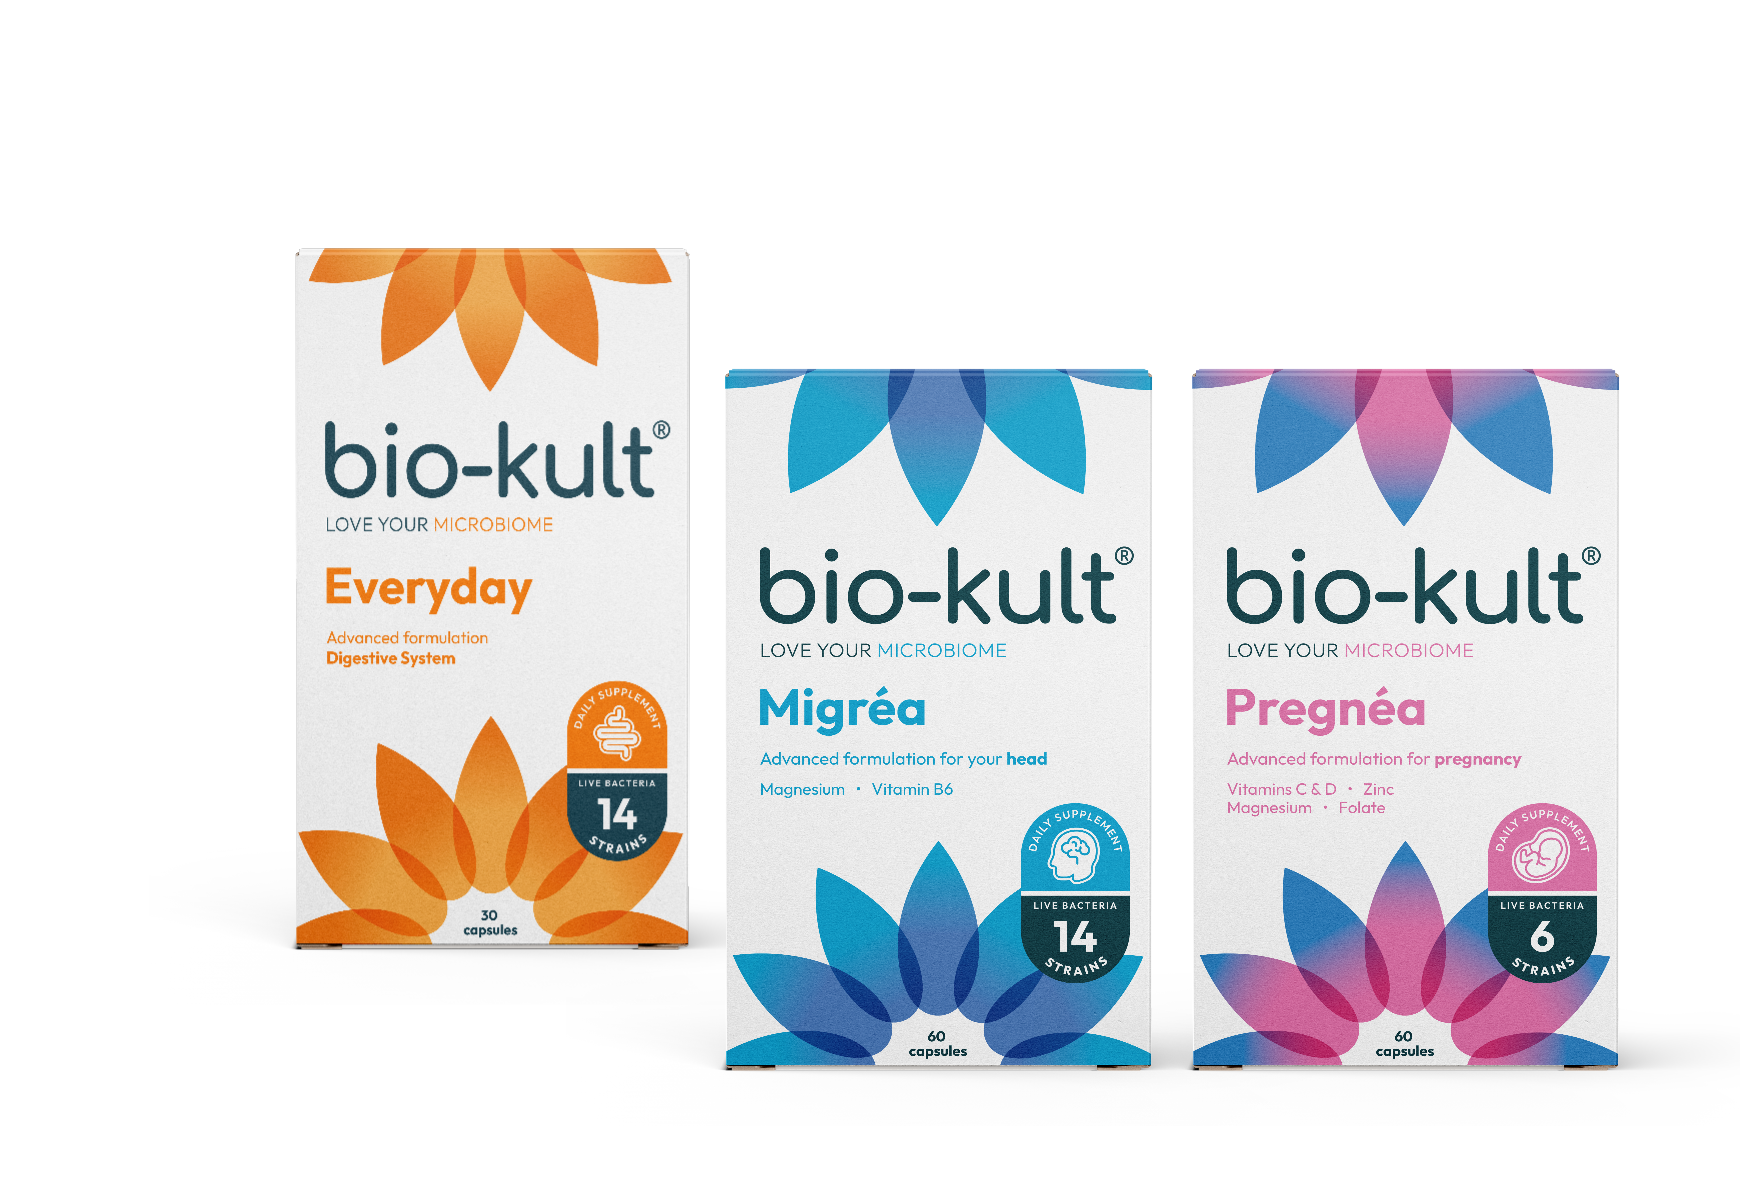 bio-kult®
LOVE YOUR MICROBIOME
Everyday
Advanced formulation
Digestive System
DAILY SUPPLEMENT
LIVE BACTERIA
14
STRAINS
30
capsules
bio-kult®
LOVE YOUR MICROBIOME
Migréa
Advanced formulation for your head
Magnesium • Vitamin B6
DAILY SUPPLEMENT
LIVE BACTERIA
14
STRAINS
60
capsules
bio-kult®
LOVE YOUR MICROBIOME
Pregnéa
Advanced formulation for pregnancy
Vitamins C & D • Zinc
Magnesium • Folate
DAILY SUPPLEMENT
LIVE BACTERIA
6
STRAINS
60
capsules